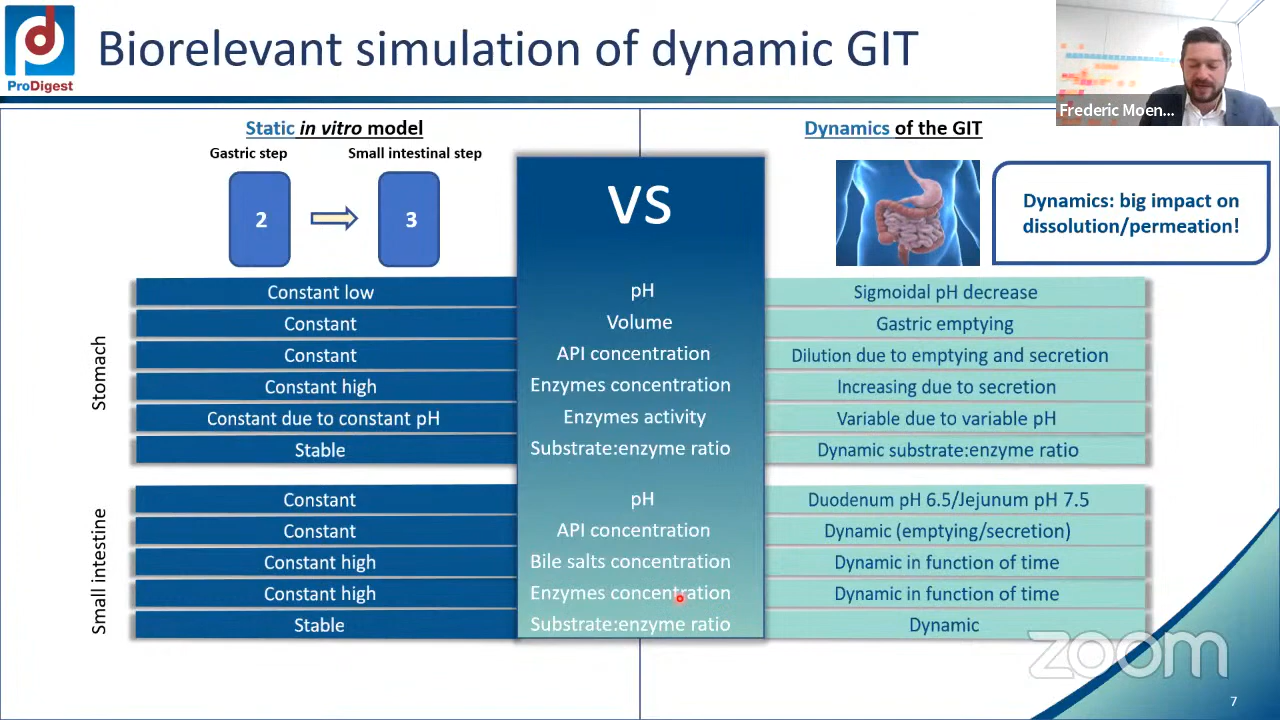 ProDigest
Biorelevant simulation of dynamic GIT
Frederic Moen...
Static in vitro model
Dynamics of the GIT
Gastric step
Small intestinal step
2
3
VS
Dynamics: big impact on
dissolution/permeation!
Stomach
Constant low
pH
Sigmoidal pH decrease
Constant
Volume
Gastric emptying
Constant
API concentration
Dilution due to emptying and secretion
Constant high
Enzymes concentration
Increasing due to secretion
Constant due to constant pH
Enzymes activity
Variable due to variable pH
Stable
Substrate:enzyme ratio
Dynamic substrate:enzyme ratio
Small intestine
Constant
pH
Duodenum pH 6.5/Jejunum pH 7.5
Constant
API concentration
Dynamic (emptying/secretion)
Constant high
Bile salts concentration
Dynamic in function of time
Constant high
Enzymes concentration
Dynamic in function of time
Stable
Substrate:enzyme ratio
Dynamic
zoom
7